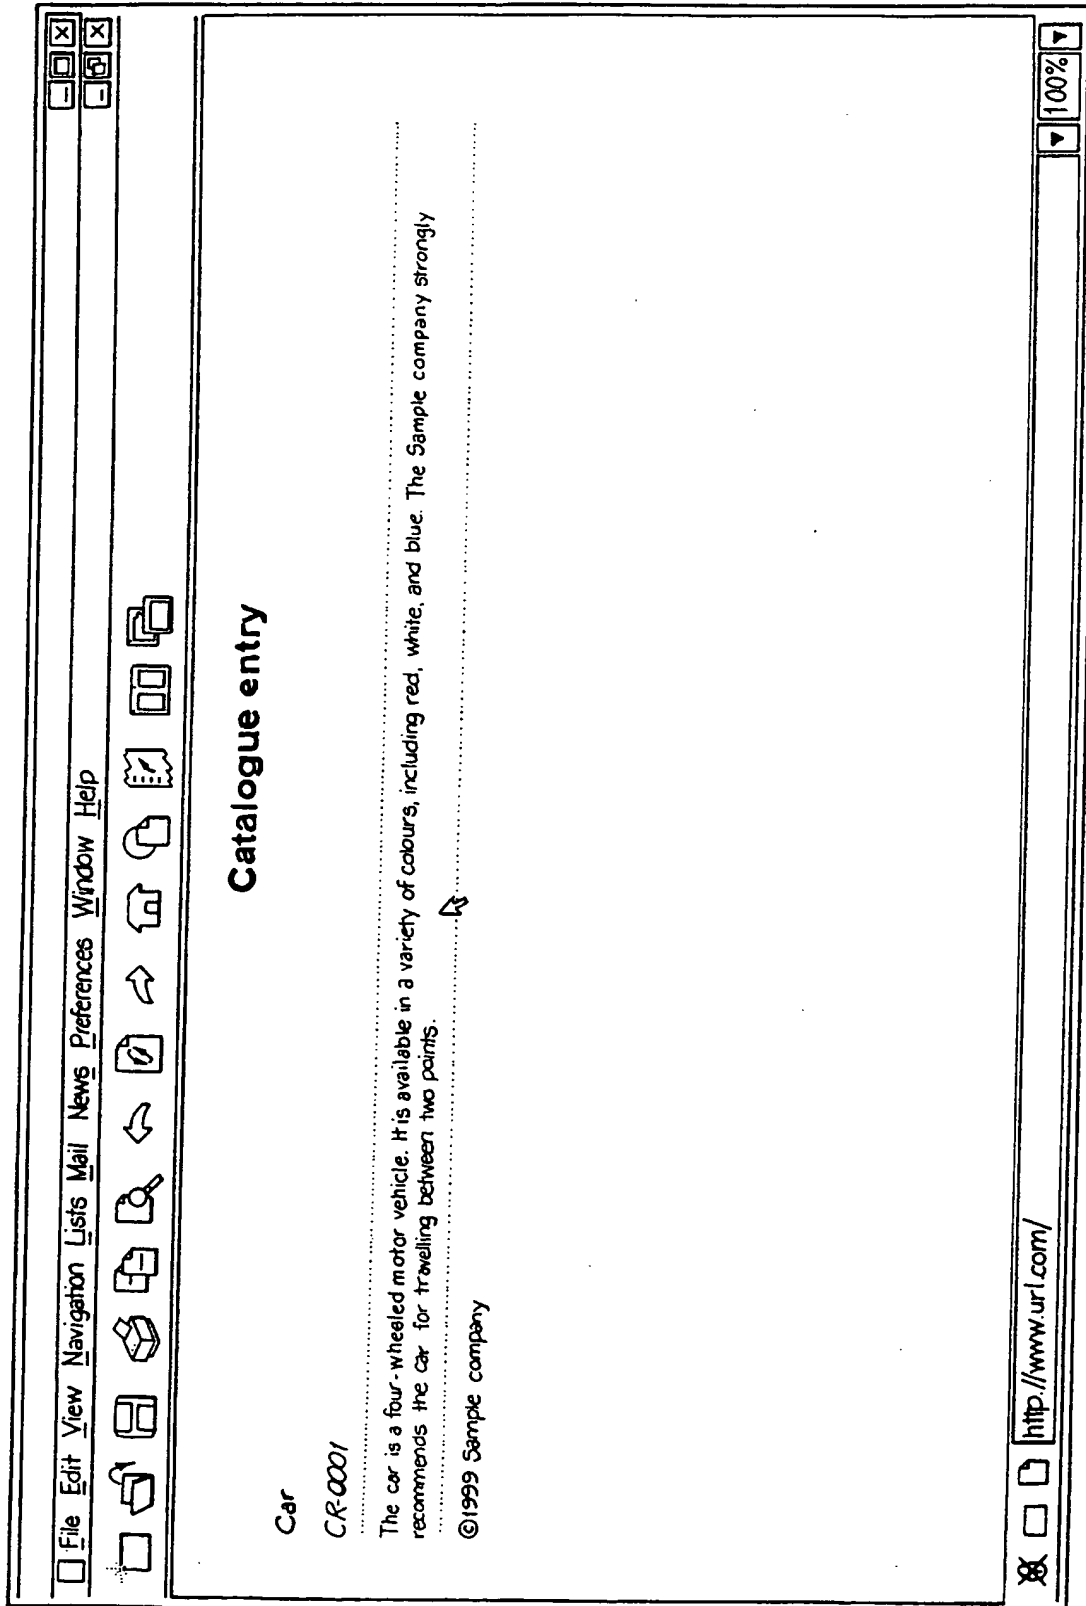 File Edit View Navigation Lists Mail News Preferences Window Help
Catalogue entry
Car
CR-0001
The car is a four-wheeled motor vehicle. It is available in a variety of colours, including red, white, and blue. The Sample company strongly
recommends the car for travelling between two points.
©1999 Sample company
http://www.url.com/
100%